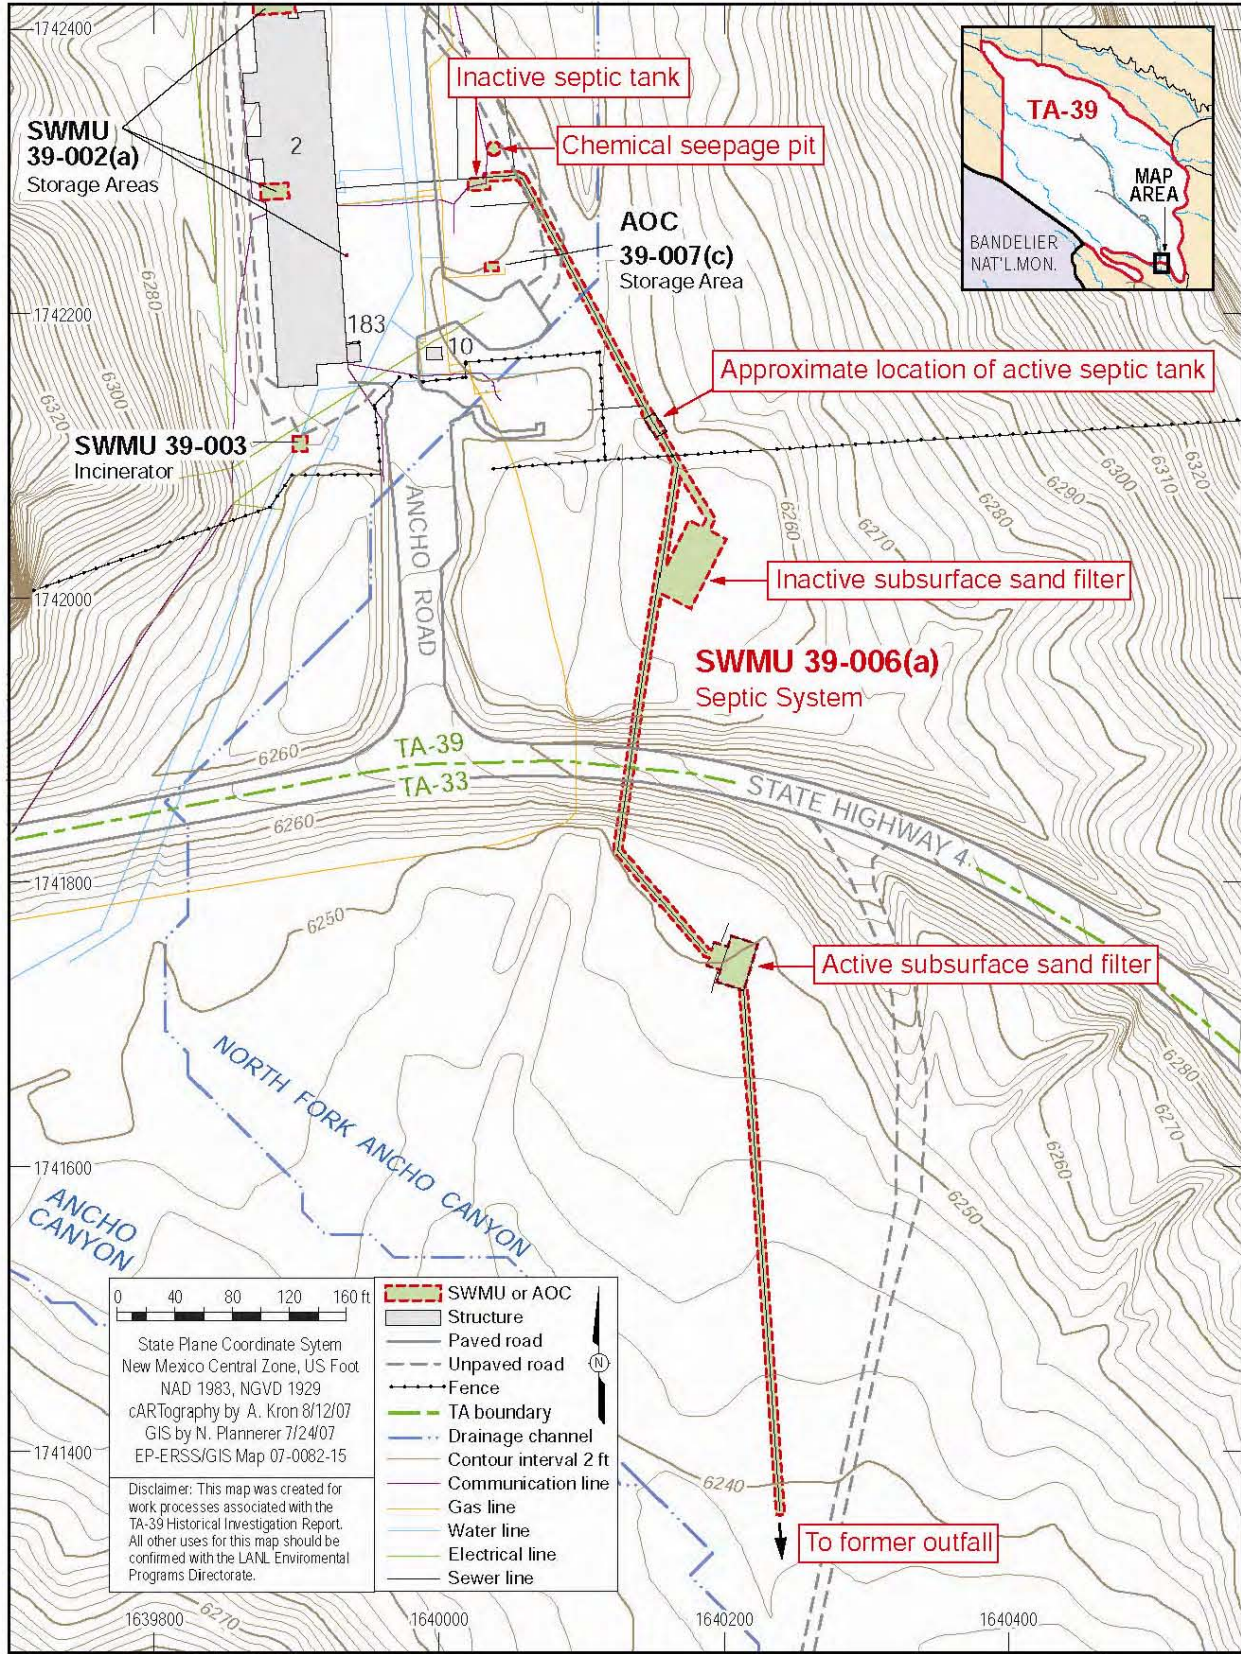 1742400
Inactive septic tank
SWMU
39-002(a)
Storage Areas
2
Chemical seepage pit
TA-39
MAP
AREA
BANDELIER
NAT'L.MON.
AOC
39-007(c)
Storage Area
6280
1742200
183
10
6300
6320
Approximate location of active septic tank
SWMU 39-003
Incinerator
ANCHO ROAD
6260
6270
6280
6290
6300
6310
6320
1742000
Inactive subsurface sand filter
SWMU 39-006(a)
Septic System
6260
TA-39
TA-33
6260
STATE HIGHWAY 4
1741800
6250
Active subsurface sand filter
NORTH FORK ANCHO CANYON
6280
6270
6260
6250
1741600
ANCHO
CANYON
0 40 80 120 160 ft
State Plane Coordinate Sytem
New Mexico Central Zone, US Foot
NAD 1983, NGVD 1929
cARTography by A. Kron 8/12/07
GIS by N. Plannerer 7/24/07
EP-ERSS/GIS Map 07-0082-15
Disclaimer: This map was created for
work processes associated with the
TA-39 Historical Investigation Report.
All other uses for this map should be
confirmed with the LANL Enviromental
Programs Directorate.
SWMU or AOC
Structure
Paved road
Unpaved road
Fence
TA boundary
Drainage channel
Contour interval 2 ft
Communication line
Gas line
Water line
Electrical line
Sewer line
N
1741400
6240
To former outfall
6270
1639800
1640000
1640200
1640400